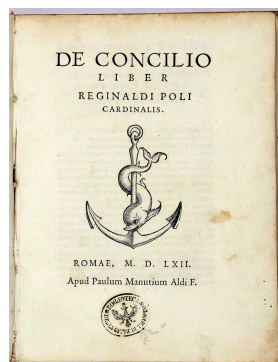 DE CONCILIO
LIBER
REGINALDI POLI
CARDINALIS.
ROMAE, M. D. LXII.
Apud Paulum Manutium Aldi F.